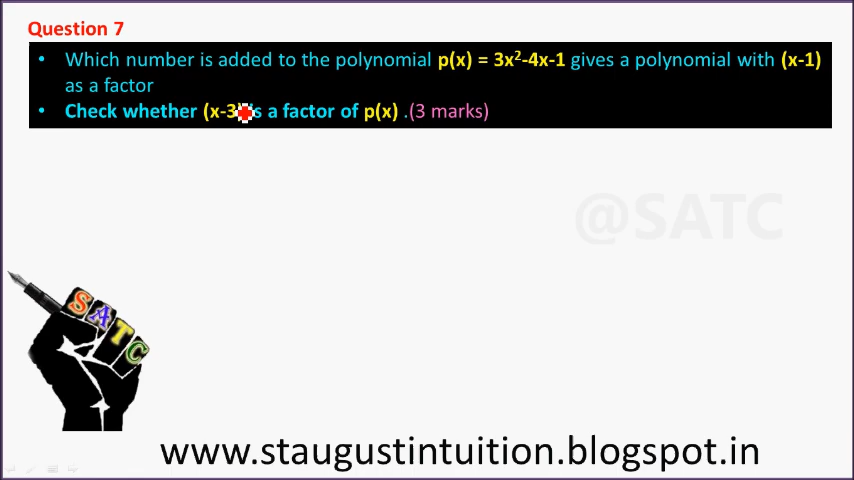 Question 7
• Which number is added to the polynomial p(x) = 3x²-4x-1 gives a polynomial with (x-1)
as a factor
• Check whether (x-3) is a factor of p(x) .(3 marks)
@SATC
SATC
www.staugustintuition.blogspot.in